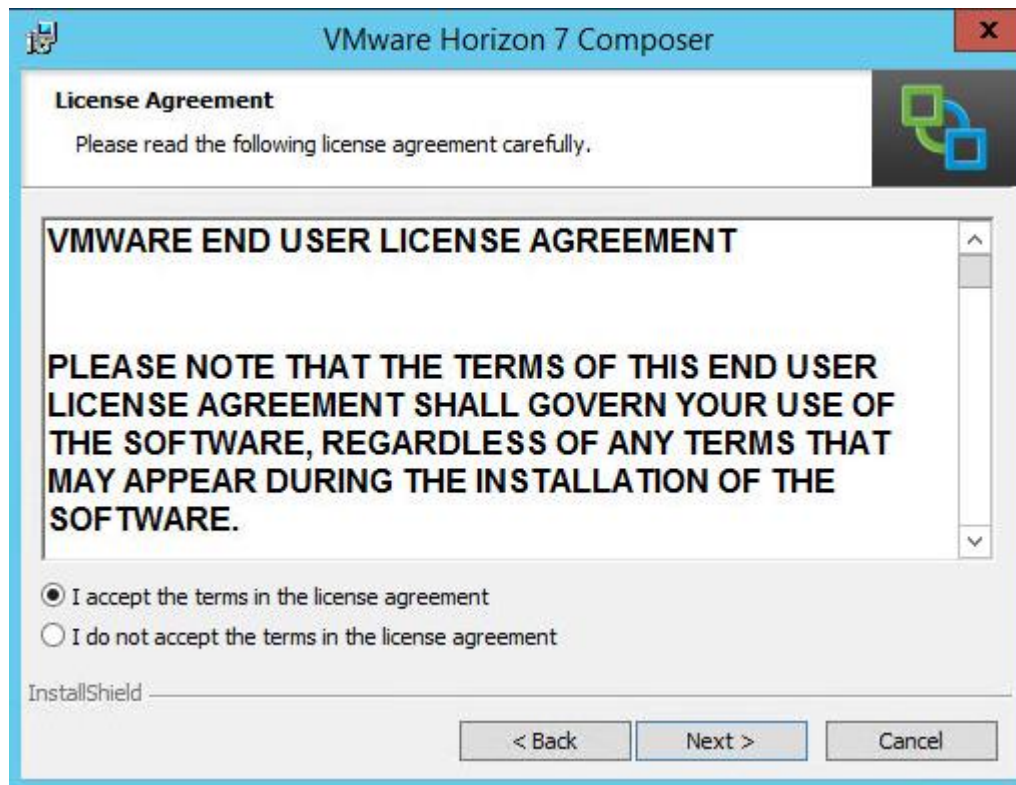 VMware Horizon 7 Composer
x
License Agreement
Please read the following license agreement carefully.
VMWARE END USER LICENSE AGREEMENT
PLEASE NOTE THAT THE TERMS OF THIS END USER
LICENSE AGREEMENT SHALL GOVERN YOUR USE OF
THE SOFTWARE, REGARDLESS OF ANY TERMS THAT
MAY APPEAR DURING THE INSTALLATION OF THE
SOFTWARE.
I accept the terms in the license agreement
I do not accept the terms in the license agreement
InstallShield
< Back
Next >
Cancel